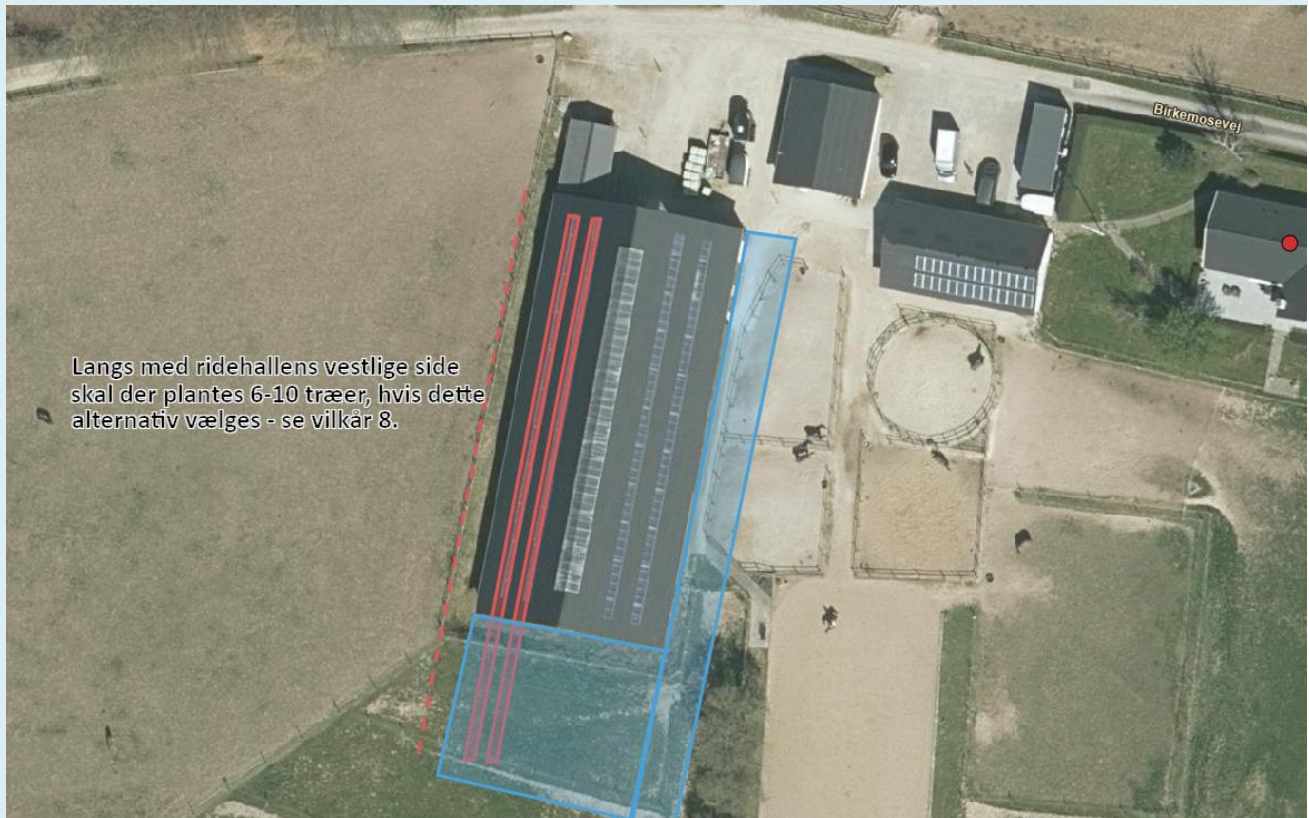 Birkemosevej
Langs med ridehallens vestlige side
skal der plantes 6-10 træer, hvis dette
alternativ vælges - se vilkår 8.